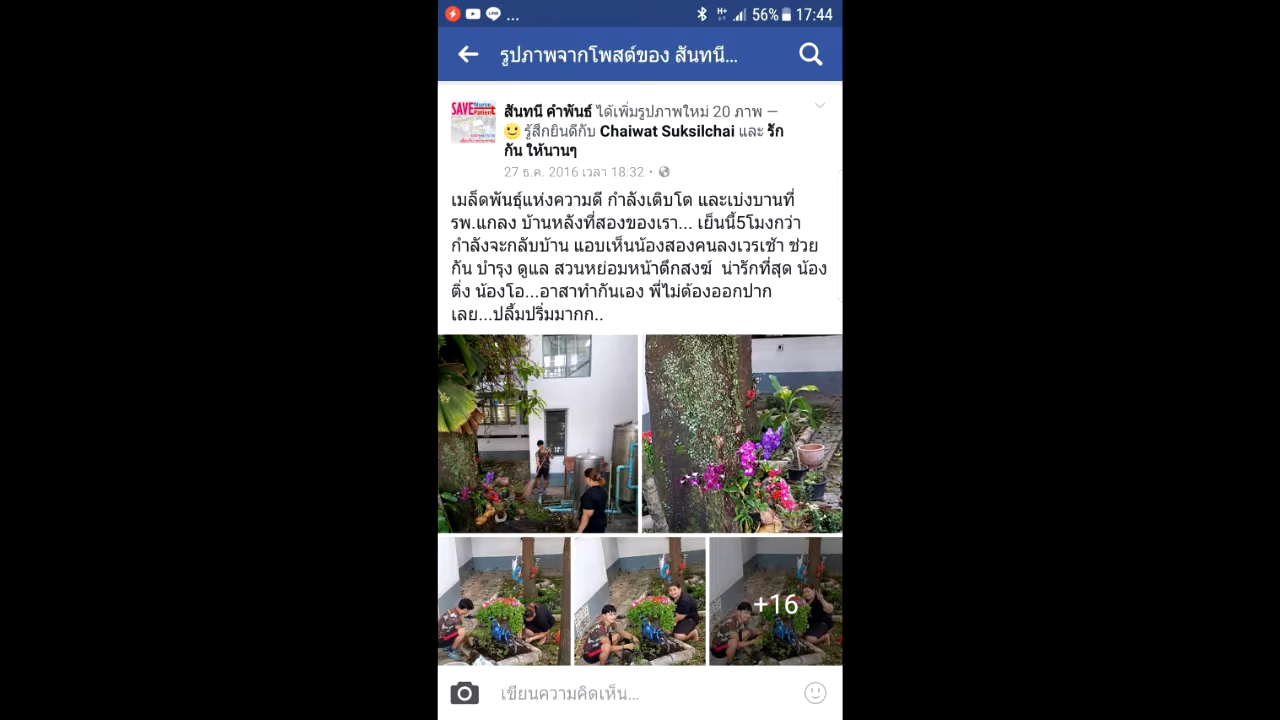 ... 56% 17:44
รูปภาพจากโพสต์ของ สันทนี...
SAVE Nurse Patient
สันทนี คำพันธ์ ได้เพิ่มรูปภาพใหม่ 20 ภาพ —
รู้สึกยินดีกับ Chaiwat Suksilchai และ รัก
กัน ให้นานๆ
27 ธ.ค. 2016 เวลา 18:32 •
เมล็ดพันธุ์แห่งความดี กำลังเติบโต และเบ่งบานที่
รพ.แกลง บ้านหลังที่สองของเรา... เย็นนี้5โมงกว่า
กำลังจะกลับบ้าน แอบเห็นน้องสองคนลงเวรเช้า ช่วย
กัน บำรุง ดูแล สวนหย่อมหน้าตึกสงฆ์ น่ารักที่สุด น้อง
ติ่ง น้องโอ...อาสาทำกันเอง พี่ไม่ต้องออกปาก
เลย...ปลื้มปริ่มมากก..
+16
เขียนความคิดเห็น...